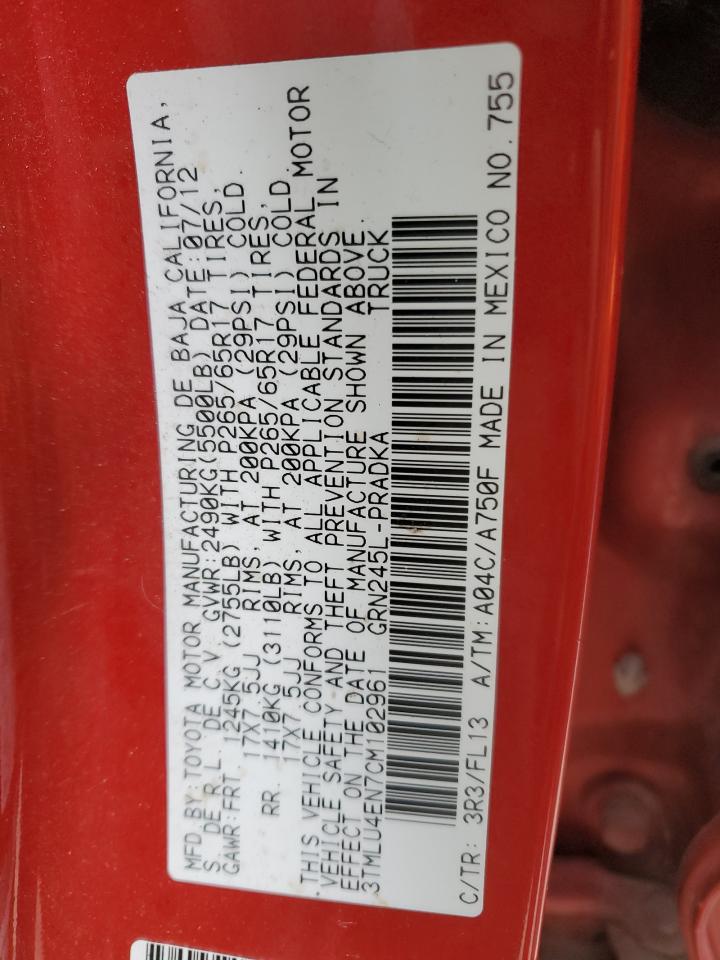 MFD.BY:TOYOTA MOTOR MANUFACTURING DE BAJA CALIFORNIA,
S. DE R.L. DE C.V. GVWR:2490KG(5500LB) DATE:07/12
GAWR:FRT. 1245KG (2755LB) WITH P265/65R17 TIRES,
17X7.5JJ RIMS, AT 200KPA (29PSI) COLD.
RR. 1410KG (3110LB) WITH P265/65R17 TIRES,
17X7.5JJ RIMS, AT 200KPA (29PSI) COLD.
THIS VEHICLE CONFORMS TO ALL APPLICABLE FEDERAL MOTOR
VEHICLE SAFETY AND THEFT PREVENTION STANDARDS IN
EFFECT ON THE DATE OF MANUFACTURE SHOWN ABOVE.
3TMLU4EN7CM102961 GRN245L-PRADKA TRUCK
C/TR: 3R3/FL13 A/TM:A04C/A750F MADE IN MEXICO NO.755